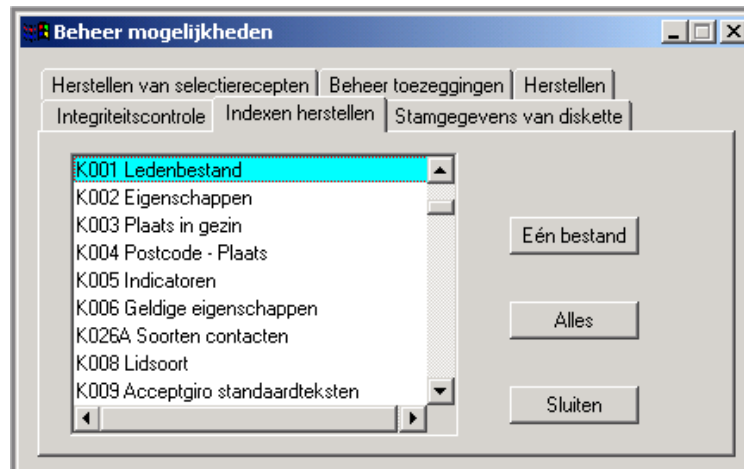 Beheer mogelijkheden
Herstellen van selectierecepten Beheer toezeggingen Herstellen
Integriteitscontrole Indexen herstellen Stamgegevens van diskette
K001 Ledenbestand
K002 Eigenschappen
K003 Plaats in gezin
K004 Postcode - Plaats
K005 Indicatoren
K006 Geldige eigenschappen
K026A Soorten contacten
K008 Lidsoort
K009 Acceptgiro standaardteksten
Eén bestand
Alles
Sluiten